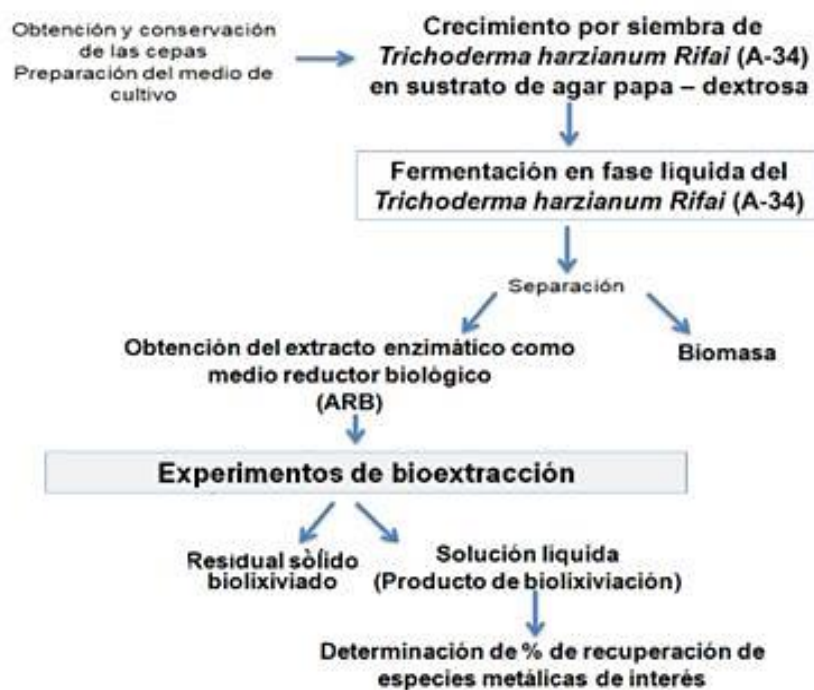 Obtención y conservación
de las cepas
Preparación del medio de
cultivo
Crecimiento por siembra de
Trichoderma harzianum Rifai (A-34)
en sustrato de agar papa – dextrosa
Fermentación en fase líquida del
Trichoderma harzianum Rifai (A-34)
Separación
Obtención del extracto enzimàtico como
medio reductor biológico
(ARB)
Biomasa
Experimentos de bioextracción
Residual sòlido
biolixiviado
Solución líquida
(Producto de biolixiviación)
Determinación de % de recuperación de
especies metálicas de interés